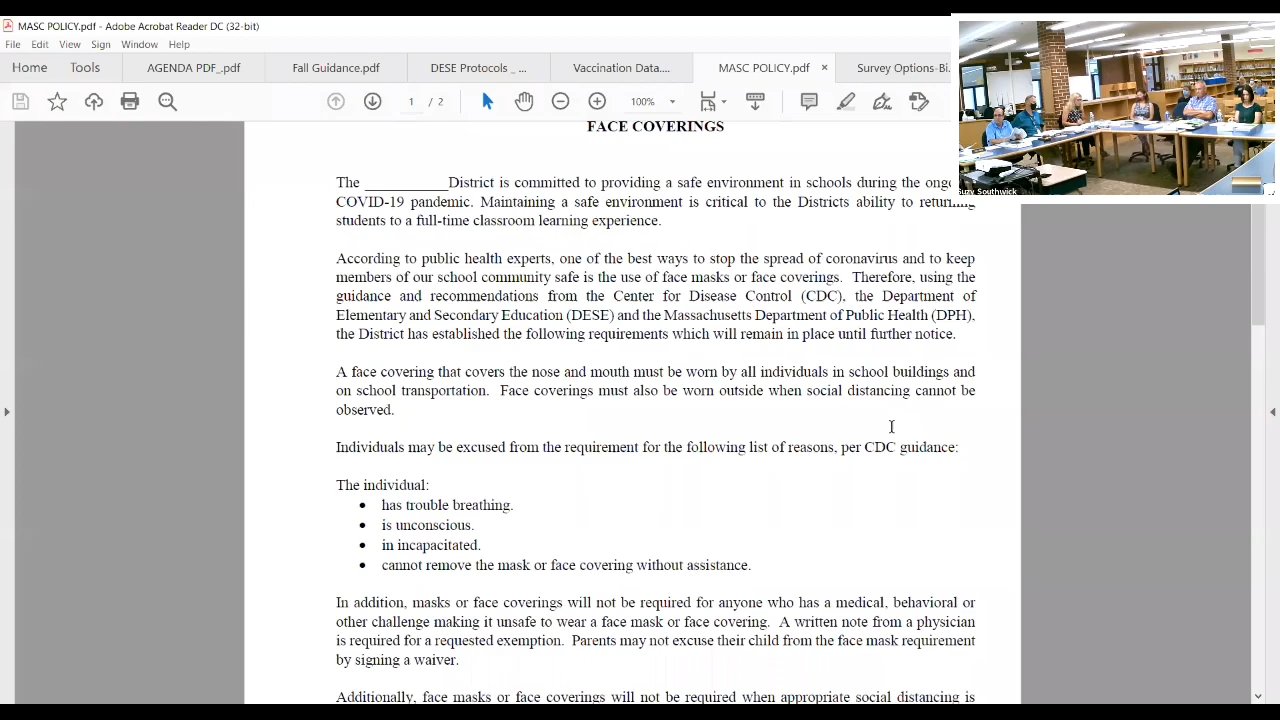 MASC POLICY.pdf - Adobe Acrobat Reader DC (32-bit)
File Edit View Sign Window Help
Home Tools AGENDA PDF_.pdf Fall Guidance.pdf DESE Protocols... Vaccination Data.... MASC POLICY.pdf × Survey Options-Bi...
1 / 2 100%
Suzy Southwick
FACE COVERINGS
The ___________District is committed to providing a safe environment in schools during the
COVID-19 pandemic. Maintaining a safe environment is critical to the Districts ability to returning
students to a full-time classroom learning experience.
According to public health experts, one of the best ways to stop the spread of coronavirus and to keep
members of our school community safe is the use of face masks or face coverings. Therefore, using the
guidance and recommendations from the Center for Disease Control (CDC), the Department of
Elementary and Secondary Education (DESE) and the Massachusetts Department of Public Health (DPH),
the District has established the following requirements which will remain in place until further notice.
A face covering that covers the nose and mouth must be worn by all individuals in school buildings and
on school transportation. Face coverings must also be worn outside when social distancing cannot be
observed.
Individuals may be excused from the requirement for the following list of reasons, per CDC guidance:
The individual:
• has trouble breathing.
• is unconscious.
• in incapacitated.
• cannot remove the mask or face covering without assistance.
In addition, masks or face coverings will not be required for anyone who has a medical, behavioral or
other challenge making it unsafe to wear a face mask or face covering. A written note from a physician
is required for a requested exemption. Parents may not excuse their child from the face mask requirement
by signing a waiver.
Additionally, face masks or face coverings will not be required when appropriate social distancing is